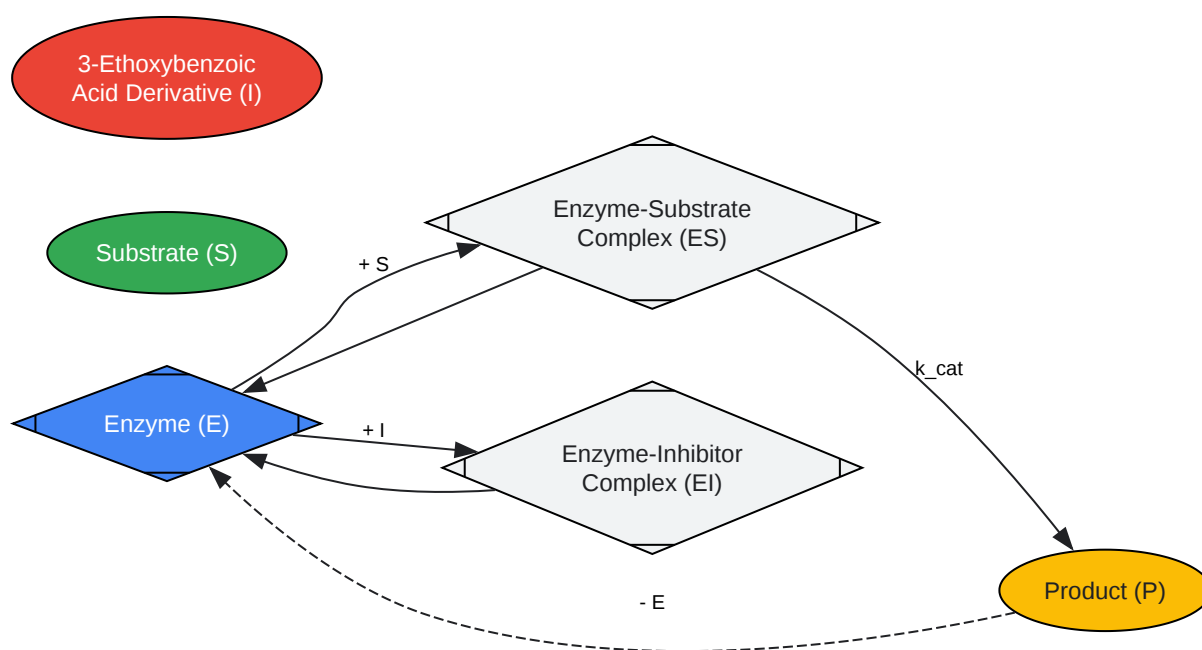 3-Ethoxybenzoic
Acid Derivative (I)
Enzyme-Substrate
Complex (ES)
Substrate (S)
+ S
k_cat
Enzyme (E)
+ I
Enzyme-Inhibitor
Complex (EI)
- E
Product (P)